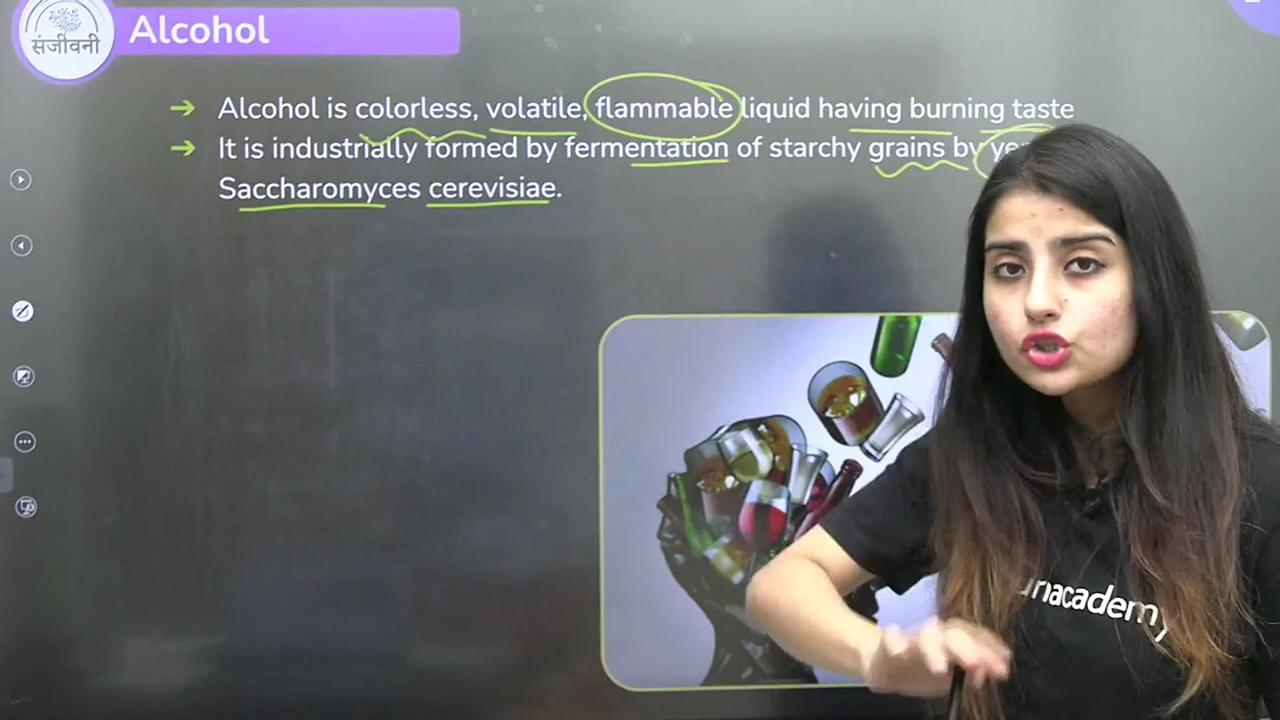 संजीवनी
Alcohol
→ Alcohol is colorless, volatile, flammable liquid having burning taste
→ It is industrially formed by fermentation of starchy grains by
Saccharomyces cerevisiae.
unacademy